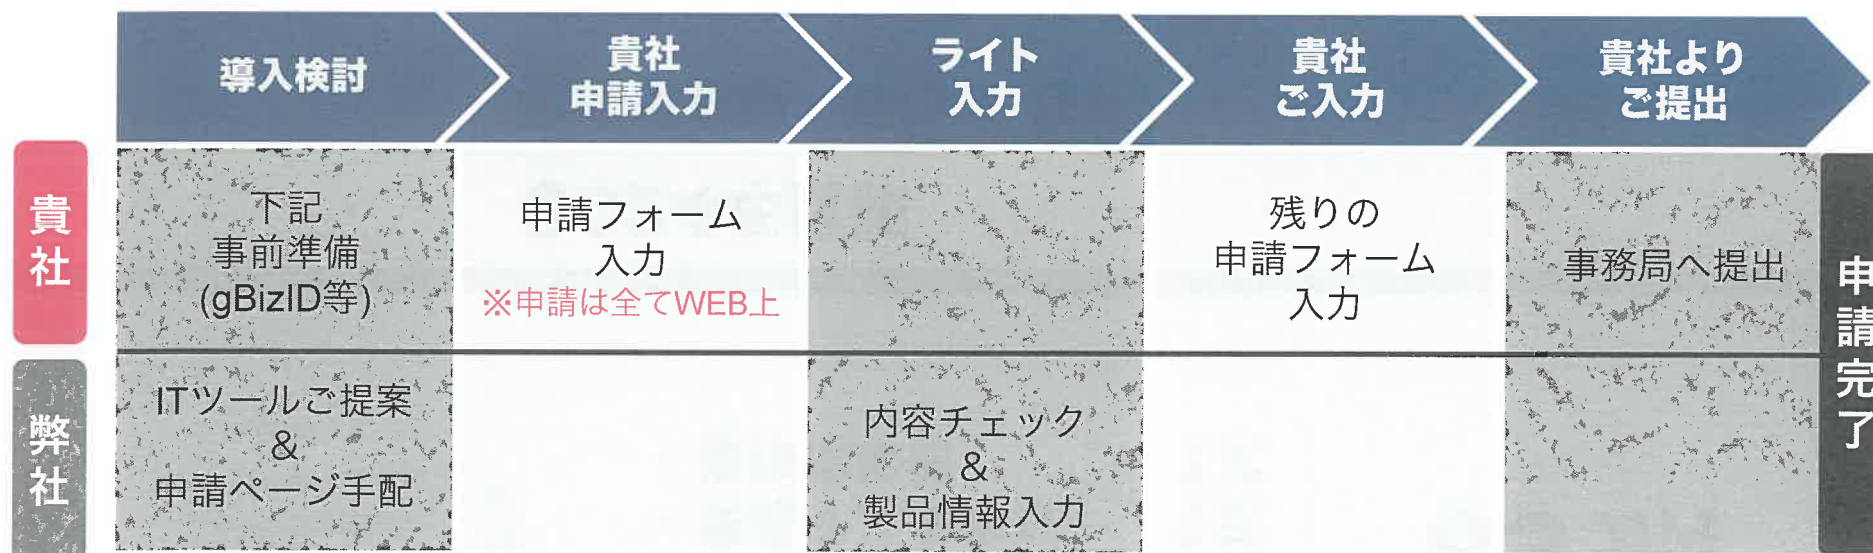 導入検討
貴社
申請入力
ライト
入力
貴社
ご入力
貴社より
ご提出
貴社
下記
事前準備
(gBizID等)
申請フォーム
入力
※申請は全てWEB上
残りの
申請フォーム
入力
事務局へ提出
弊社
ITツールご提案
&
申請ページ手配
内容チェック
&
製品情報入力
申請完了